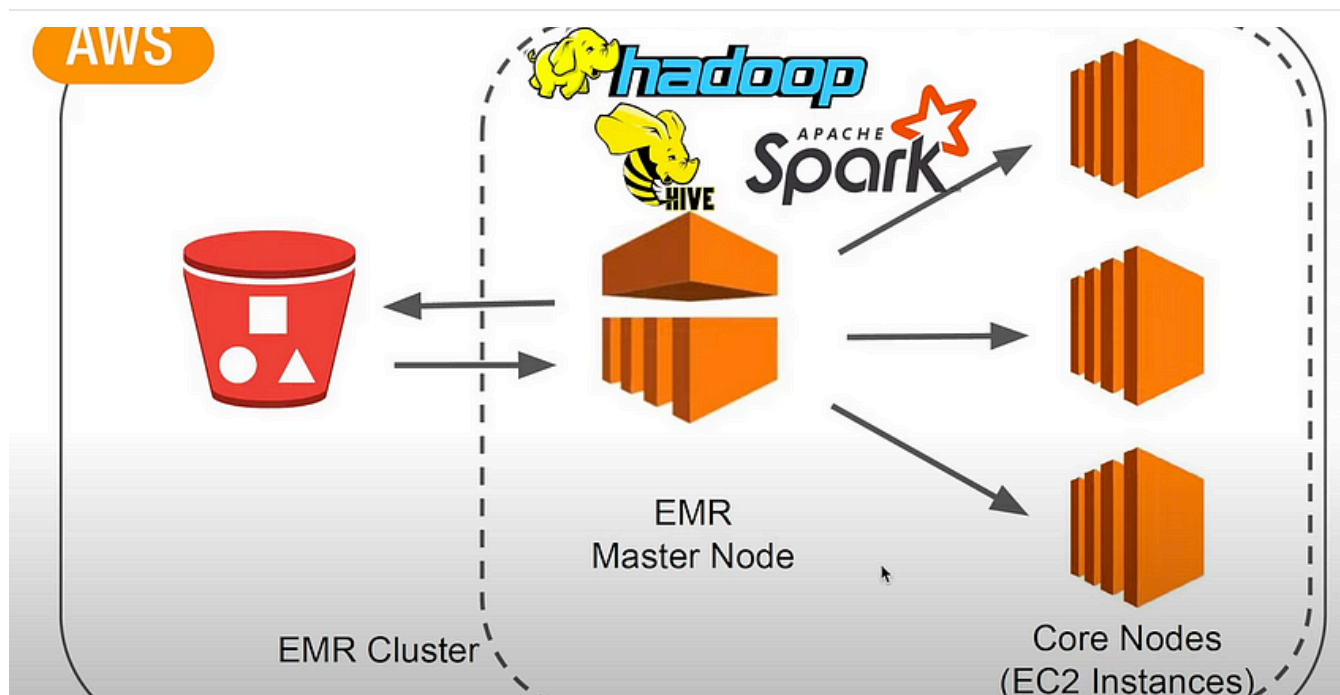 AWS
hadoop
APACHE
Spark
HIVE
EMR
Master Node
EMR Cluster
Core Nodes
(EC2 Instances)